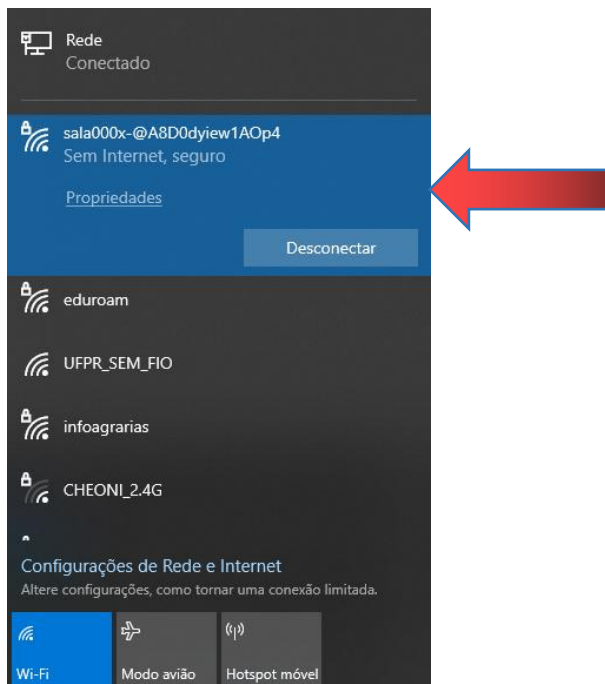 Rede
Conectado
sala000x-@A8D0dyiew1AOp4
Sem Internet, seguro
Propriedades
Desconectar
eduroam
UFPR_SEM_FIO
infoagrarias
CHEONI_2.4G
Configurações de Rede e Internet
Altere configurações, como tornar uma conexão limitada.
Wi-Fi Modo avião Hotspot móvel